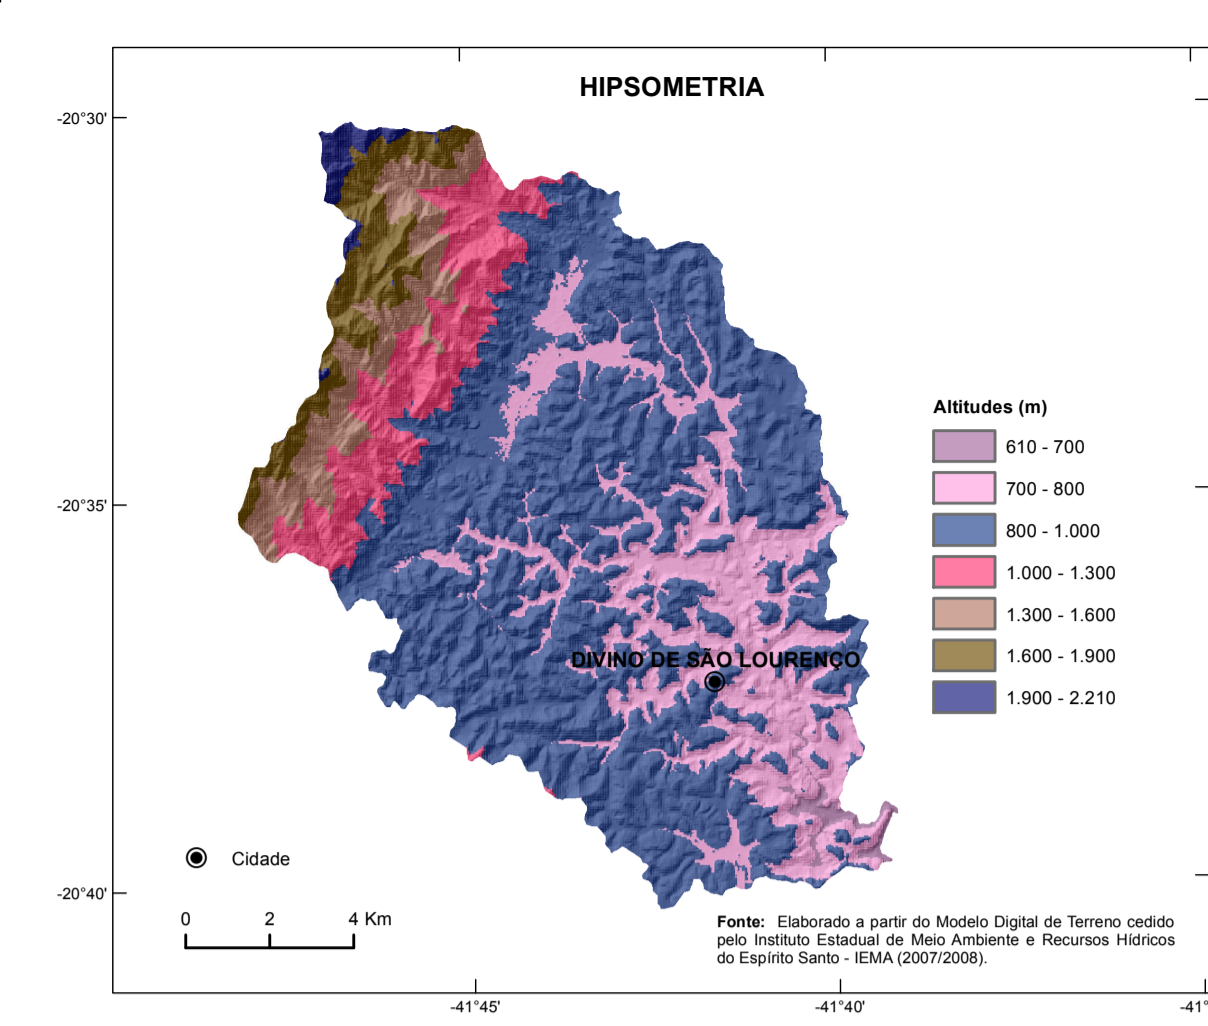 HIPSOMETRIA
-20°30'
-20°35'
-20°40'
Altitudes (m)
610 - 700
700 - 800
800 - 1.000
1.000 - 1.300
1.300 - 1.600
1.600 - 1.900
1.900 - 2.210
DIVINO DE SÃO LOURENÇO
Cidade
0 2 4 Km
Fonte: Elaborado a partir do Modelo Digital de Terreno cedido
pelo Instituto Estadual de Meio Ambiente e Recursos Hídricos
do Espírito Santo - IEMA (2007/2008).
-41°45' -41°40' -41°